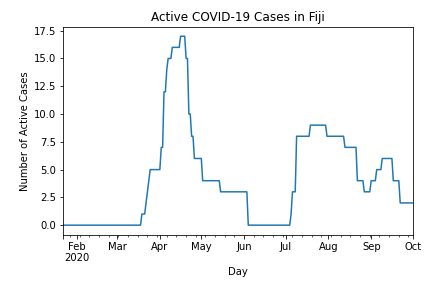 Active COVID-19 Cases in Fiji
17.5
15.0
12.5
10.0
7.5
5.0
2.5
0.0
Number of Active Cases
Feb Mar Apr May Jun Jul Aug Sep Oct
2020
Day